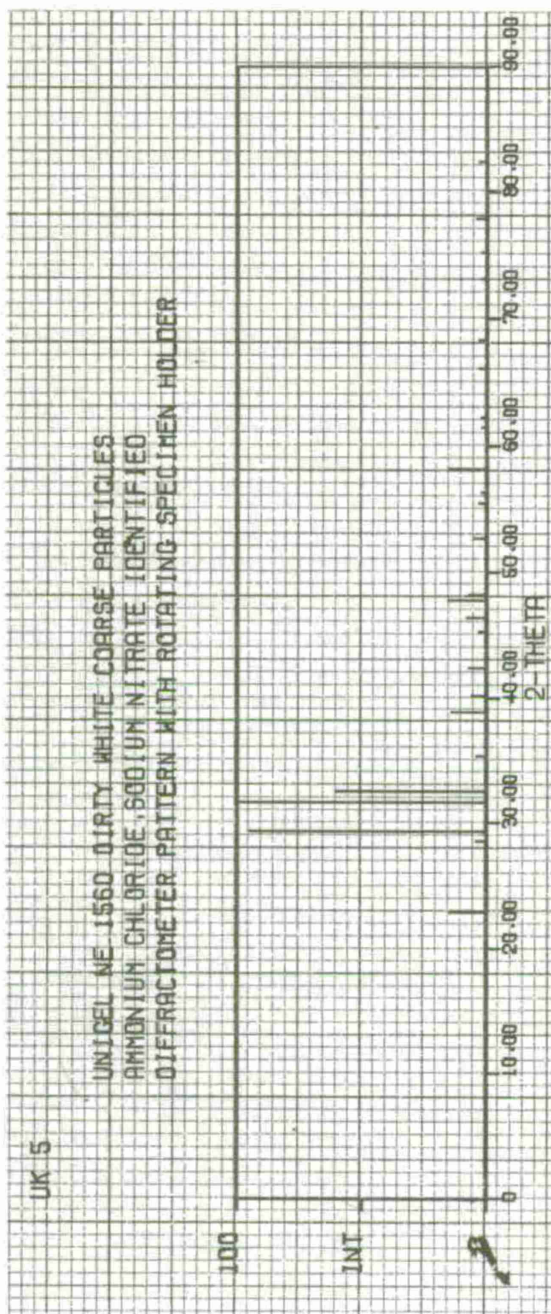 UK 5
UNIGEL NE 1560 DIRTY WHITE COARSE PARTICLES
AMMONIUM CHLORIDE,SODIUM NITRATE IDENTIFIED
DIFFRACTOMETER PATTERN WITH ROTATING SPECIMEN HOLDER
100
INT
0 10.00 20.00 30.00 40.00 50.00 60.00 70.00 80.00 90.00
2-THETA